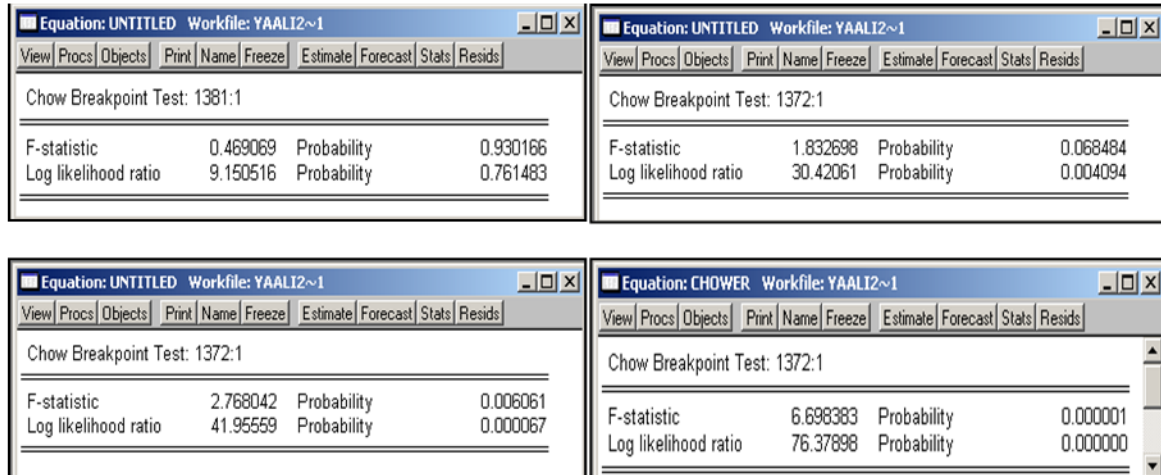 Equation: UNTITLED Workfile: YAALI2~1
View Procs Objects Print Name Freeze Estimate Forecast Stats Resids
Chow Breakpoint Test: 1381:1
F-statistic 0.469069 Probability 0.930166
Log likelihood ratio 9.150516 Probability 0.761483
Equation: UNTITLED Workfile: YAALI2~1
View Procs Objects Print Name Freeze Estimate Forecast Stats Resids
Chow Breakpoint Test: 1372:1
F-statistic 1.832698 Probability 0.068484
Log likelihood ratio 30.42061 Probability 0.004094
Equation: UNTITLED Workfile: YAALI2~1
View Procs Objects Print Name Freeze Estimate Forecast Stats Resids
Chow Breakpoint Test: 1372:1
F-statistic 2.768042 Probability 0.006061
Log likelihood ratio 41.95559 Probability 0.000067
Equation: CHOWER Workfile: YAALI2~1
View Procs Objects Print Name Freeze Estimate Forecast Stats Resids
Chow Breakpoint Test: 1372:1
F-statistic 6.698383 Probability 0.000001
Log likelihood ratio 76.37898 Probability 0.000000